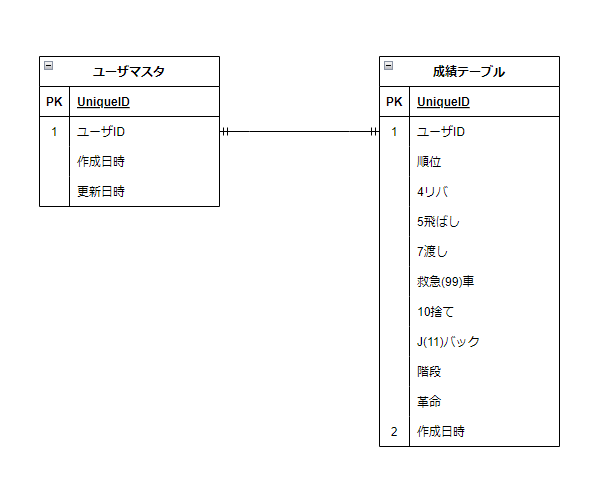 ユーザマスタ
PK UniqueID
1 ユーザID
作成日時
更新日時
成績テーブル
PK UniqueID
1 ユーザID
順位
4リバ
5飛ばし
7渡し
救急(99)車
10捨て
J(11)バック
階段
革命
2 作成日時